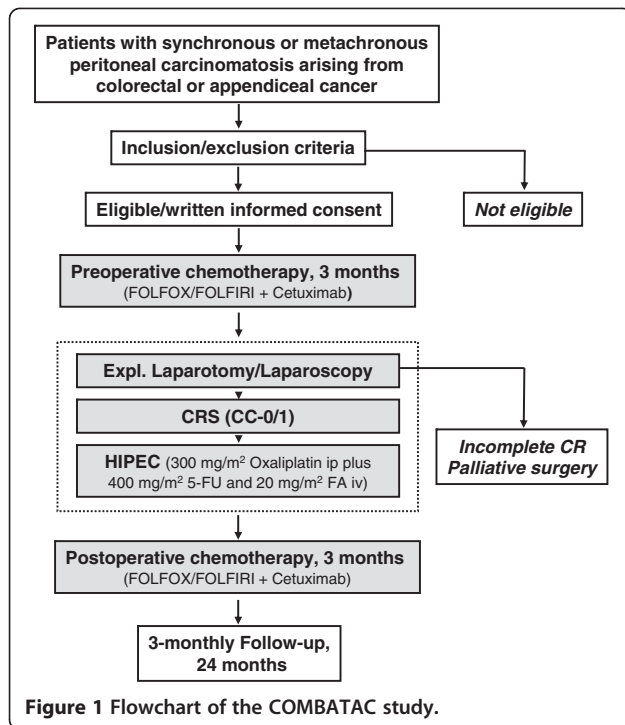 Patients with synchronous or metachronous
peritoneal carcinomatosis arising from
colorectal or appendiceal cancer
Inclusion/exclusion criteria
Eligible/written informed consent
Not eligible
Preoperative chemotherapy, 3 months
(FOLFOX/FOLFIRI + Cetuximab)
Expl. Laparotomy/Laparoscopy
CRS (CC-0/1)
HIPEC (300 mg/m² Oxaliplatin ip plus
400 mg/m² 5-FU and 20 mg/m² FA iv)
Incomplete CR
Palliative surgery
Postoperative chemotherapy, 3 months
(FOLFOX/FOLFIRI + Cetuximab)
3-monthly Follow-up,
24 months
Figure 1 Flowchart of the COMBATAC study.